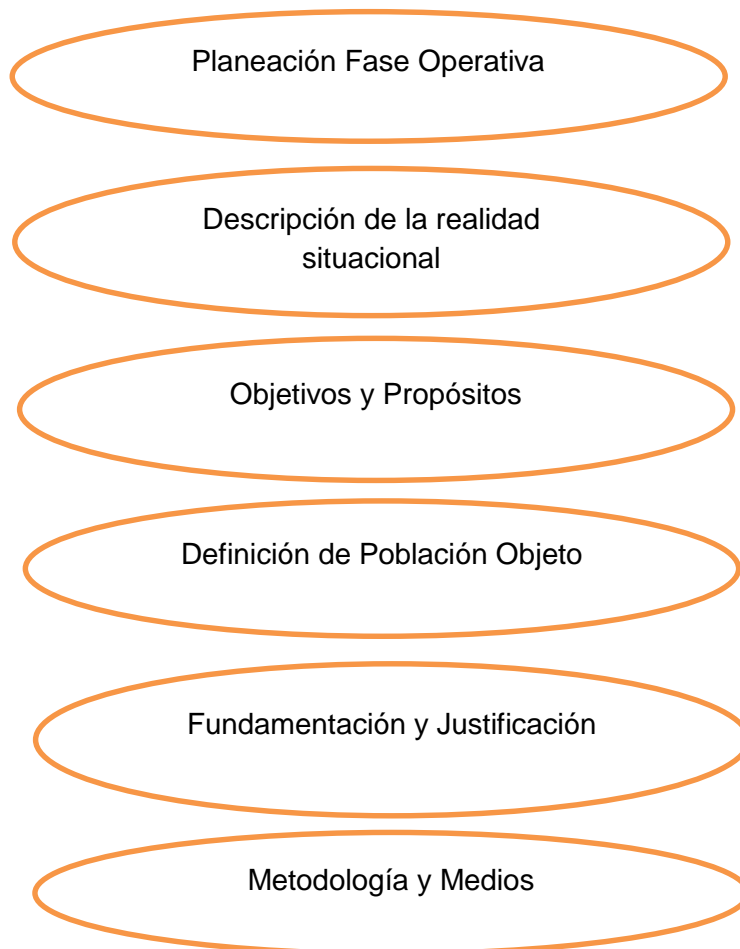 Planeación Fase Operativa
Descripción de la realidad
situacional
Objetivos y Propósitos
Definición de Población Objeto
Fundamentación y Justificación
Metodología y Medios